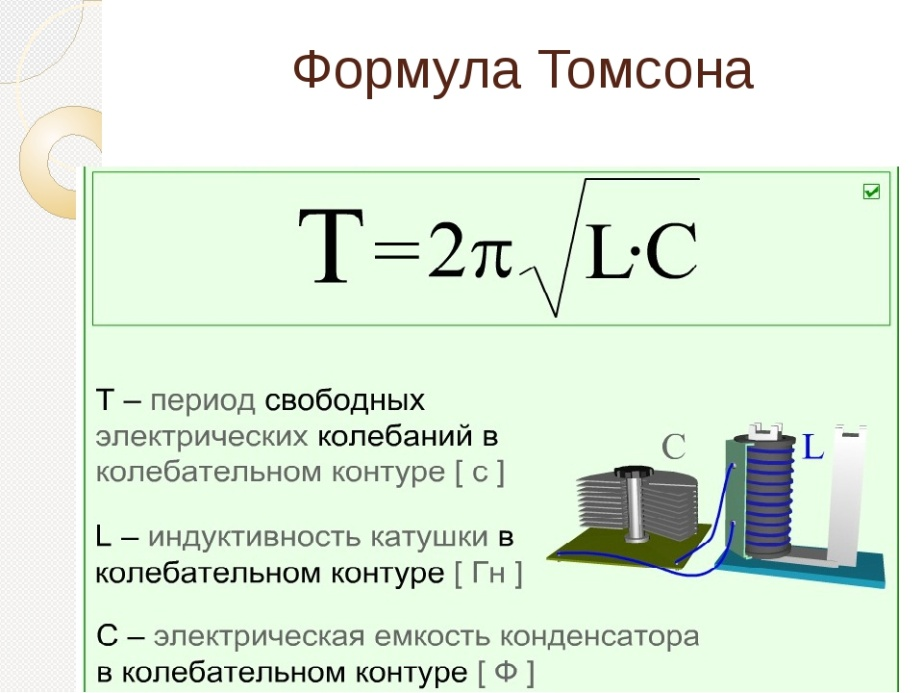 Формула Томсона
T=2π√L·C
T – период свободных
электрических колебаний в
колебательном контуре [ с ]
C L
L – индуктивность катушки в
колебательном контуре [ Гн ]
C – электрическая емкость конденсатора
в колебательном контуре [ Ф ]